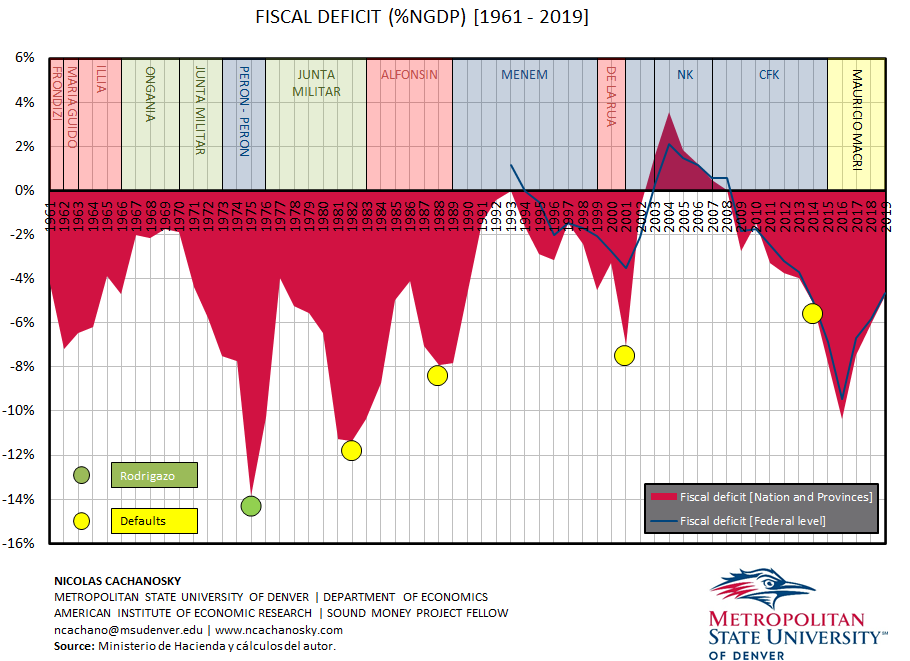 FISCAL DEFICIT (%NGDP) [1961 - 2019]
6%
4%
2%
0%
-2%
-4%
-6%
-8%
-10%
-12%
-14%
-16%
FRONDIZI
MARIA GUIDO
ILLIA
ONGANIA
JUNTA MILITAR
PERON - PERON
JUNTA
MILITAR
ALFONSIN
MENEM
DE LA RUA
NK
CFK
MAURICIO MACRI
1961
1962
1963
1964
1965
1966
1967
1968
1969
1970
1971
1972
1973
1974
1975
1976
1977
1978
1979
1980
1981
1982
1983
1984
1985
1986
1987
1988
1989
1990
1991
1992
1993
1994
1995
1996
1997
1998
1999
2000
2001
2002
2003
2004
2005
2006
2007
2008
2009
2010
2011
2012
2013
2014
2015
2016
2017
2018
2019
Rodrigazo
Defaults
Fiscal deficit [Nation and Provinces]
Fiscal deficit [Federal level]
NICOLAS CACHANOSKY
METROPOLITAN STATE UNIVERSITY OF DENVER | DEPARTMENT OF ECONOMICS
AMERICAN INSTITUTE OF ECONOMIC RESEARCH | SOUND MONEY PROJECT FELLOW
ncachano@msudenver.edu | www.ncachanosky.com
Source: Ministerio de Hacienda y cálculos del autor.
METROPOLITAN
STATE UNIVERSITY℠
OF DENVER